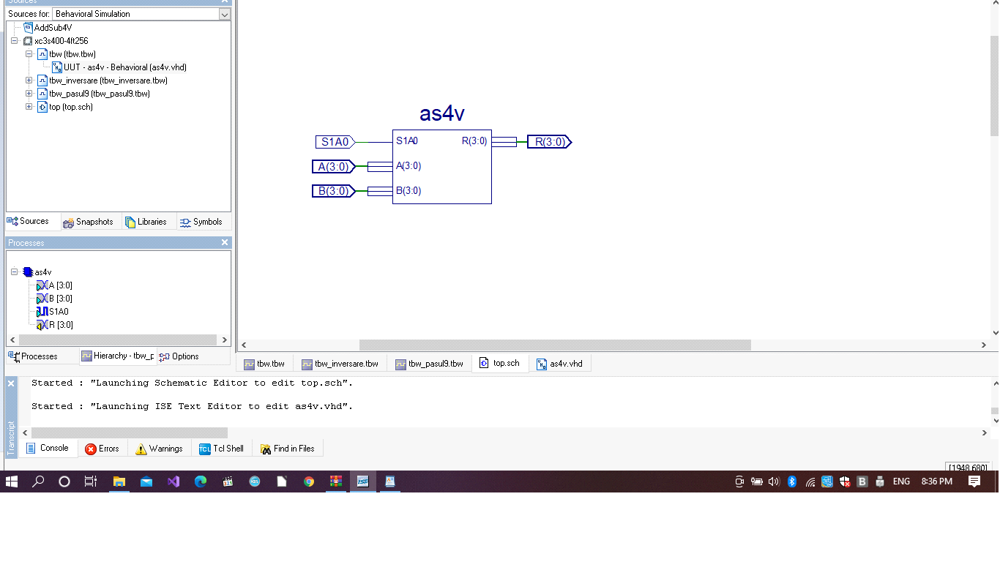 Sources
Sources for: Behavioral Simulation
AddSub4V
xc3s400-4ft256
tbw (tbw.tbw)
UUT - as4v - Behavioral (as4v.vhd)
tbw_inversare (tbw_inversare.tbw)
tbw_pasul9 (tbw_pasul9.tbw)
top (top.sch)
Sources Snapshots Libraries Symbols
Processes
as4v
A [3:0]
B [3:0]
S1A0
R [3:0]
Processes Hierarchy - tbw_p Options
as4v
S1A0 S1A0 R(3:0) R(3:0)
A(3:0) A(3:0)
B(3:0) B(3:0)
tbw.tbw tbw_inversare.tbw tbw_pasul9.tbw top.sch as4v.vhd
Started : "Launching Schematic Editor to edit top.sch".
Started : "Launching ISE Text Editor to edit as4v.vhd".
Transcript
Console Errors Warnings TCL Tcl Shell Find in Files
[1948,680]
ISE B ENG 8:36 PM